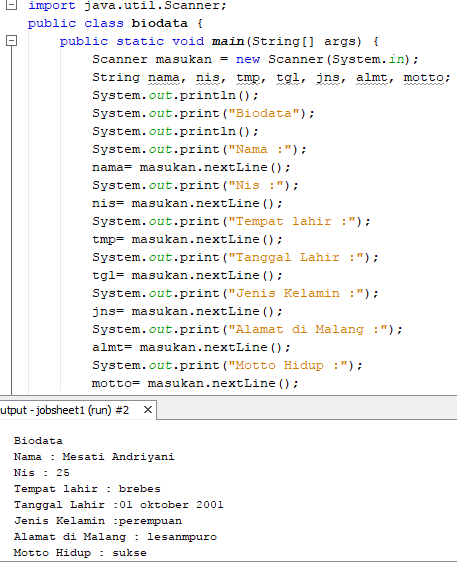 import java.util.Scanner;
public class biodata {
public static void main(String[] args) {
Scanner masukan = new Scanner(System.in);
String nama, nis, tmp, tgl, jns, almt, motto;
System.out.println();
System.out.print("Biodata");
System.out.println();
System.out.print("Nama :");
nama= masukan.nextLine();
System.out.print("Nis :");
nis= masukan.nextLine();
System.out.print("Tempat lahir :");
tmp= masukan.nextLine();
System.out.print("Tanggal Lahir :");
tgl= masukan.nextLine();
System.out.print("Jenis Kelamin :");
jns= masukan.nextLine();
System.out.print("Alamat di Malang :");
almt= masukan.nextLine();
System.out.print("Motto Hidup :");
motto= masukan.nextLine();
utput - jobsheet1 (run) #2
Biodata
Nama : Mesati Andriyani
Nis : 25
Tempat lahir : brebes
Tanggal Lahir :01 oktober 2001
Jenis Kelamin :perempuan
Alamat di Malang : lesanmpuro
Motto Hidup : sukse